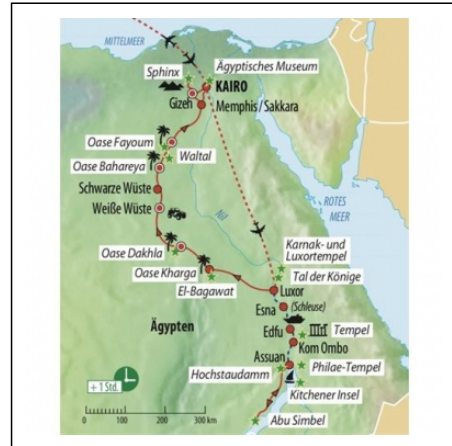 MITTELMEER
Sphinx
Ägyptisches Museum
KAIRO
Gizeh
Memphis / Sakkara
Oase Fayoum
Waltal
Oase Bahareya
Schwarze Wüste
Weiße Wüste
Nil
ROTES
MEER
Oase Dakhla
Oase Kharga
El-Bagawat
Karnak- und
Luxortempel
Tal der Könige
Luxor
Esna (Schleuse)
Ägypten
Edfu
Tempel
Kom Ombo
Assuan
Philae-Tempel
Hochstaudamm
Kitchener Insel
+ 1 Std.
Abu Simbel
0 100 200 300 km